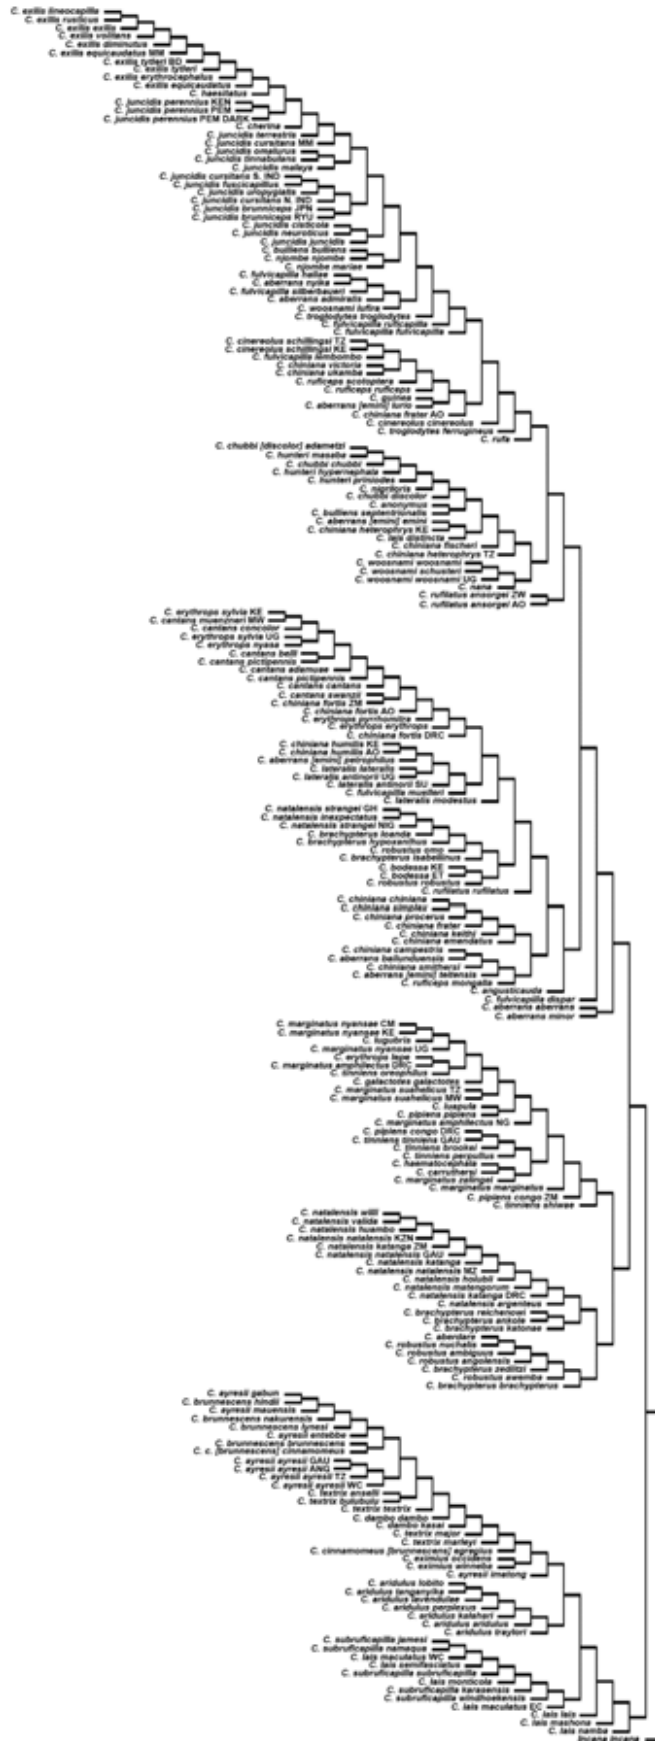 C. exilis lineocapilla
C. exilis rusticus
C. exilis exilis
C. exilis volitans
C. exilis diminutus
C. exilis equicaudatus MM
C. exilis tytleri BD
C. exilis tytleri
C. exilis erythrocephalus
C. exilis equicaudatus
C. haesitatus
C. juncidis perennius KEN
C. juncidis perennius PEM
C. juncidis perennius PEM DARK
C. cherina
C. juncidis terrestris
C. juncidis cursitans MM
C. juncidis omalurus
C. juncidis tinnabulans
C. juncidis malaya
C. juncidis cursitans S. IND
C. juncidis fuscicapillus
C. juncidis uropygialis
C. juncidis cursitans N. IND
C. juncidis brunniceps JPN
C. juncidis brunniceps RYU
C. juncidis cisticola
C. juncidis neuroticus
C. juncidis juncidis
C. bulliens bulliens
C. njombe njombe
C. njombe mariae
C. fulvicapilla hallae
C. aberrans nyika
C. fulvicapilla silberbaueri
C. aberrans admiralis
C. woosnami lufira
C. troglodytes troglodytes
C. fulvicapilla ruficapilla
C. fulvicapilla fulvicapilla
C. cinereolus schillingsi TZ
C. cinereolus schillingsi KE
C. fulvicapilla lebombo
C. chiniana victoria
C. chiniana ukamba
C. ruficeps scotoptera
C. ruficeps ruficeps
C. guinea
C. aberrans [emini] lurio
C. chiniana frater AO
C. cinereolus cinereolus
C. troglodytes ferrugineus
C. rufa
C. chubbi [discolor] adametzi
C. hunteri masaba
C. chubbi chubbi
C. hunteri hypernephela
C. hunteri prinioides
C. nigriloris
C. chubbi discolor
C. anonymus
C. bulliens septentrionalis
C. aberrans [emini] emini
C. chiniana heterophrys KE
C. lais distincta
C. chiniana fischeri
C. chiniana heterophrys TZ
C. woosnami woosnami
C. woosnami schusteri
C. woosnami woosnami UG
C. nana
C. rufilatus ansorgei ZW
C. rufilatus ansorgei AO
C. erythrops sylvia KE
C. cantans muenzneri MW
C. cantans concolor
C. erythrops sylvia UG
C. erythrops nyasa
C. cantans belli
C. cantans pictipennis
C. cantans adamuae
C. cantans pictipennis
C. cantans cantans
C. cantans swanzii
C. chiniana fortis ZM
C. chiniana fortis AO
C. erythrops pyrrhomitra
C. erythrops erythrops
C. chiniana fortis DRC
C. chiniana humilis KE
C. chiniana humilis AO
C. aberrans [emini] petrophilus
C. lateralis lateralis
C. lateralis antinorii UG
C. lateralis antinorii SU
C. fulvicapilla muelleri
C. lateralis modestus
C. natalensis strangei GH
C. natalensis inexpectatus
C. natalensis strangei NIG
C. brachypterus loanda
C. brachypterus hypoxanthus
C. robustus omo
C. brachypterus isabellinus
C. bodessa KE
C. bodessa ET
C. robustus robustus
C. rufilatus rufilatus
C. chiniana chiniana
C. chiniana simplex
C. chiniana procerus
C. chiniana frater
C. chiniana keithi
C. chiniana emendatus
C. chiniana campestris
C. aberrans bailunduensis
C. chiniana smithersi
C. aberrans [emini] teitensis
C. ruficeps mongalla
C. angusticauda
C. fulvicapilla dispar
C. aberrans aberrans
C. aberrans minor
C. marginatus nyansae CM
C. marginatus nyansae KE
C. lugubris
C. marginatus nyansae UG
C. erythrops lepe
C. marginatus amphilectus DRC
C. tinniens oreophilus
C. galactotes galactotes
C. marginatus suahelicus TZ
C. marginatus suahelicus MW
C. luapula
C. pipiens pipiens
C. marginatus amphilectus NG
C. pipiens congo DRC
C. tinniens tinniens GAU
C. tinniens brookei
C. tinniens perpullus
C. haematocephala
C. carruthersi
C. marginatus zalingei
C. marginatus marginatus
C. pipiens congo ZM
C. tinniens shiwae
C. natalensis willi
C. natalensis valida
C. natalensis huambo
C. natalensis natalensis KZN
C. natalensis katanga ZM
C. natalensis natalensis GAU
C. natalensis katanga
C. natalensis natalensis MZ
C. natalensis holubii
C. natalensis matengorum
C. natalensis katanga DRC
C. natalensis argenteus
C. brachypterus reichenowi
C. brachypterus ankole
C. brachypterus katonae
C. aberdare
C. robustus nuchalis
C. robustus ambiguus
C. robustus angolensis
C. brachypterus zedlitzi
C. robustus awemba
C. brachypterus brachypterus
C. ayresii gabun
C. brunnescens hindii
C. ayresii mauensis
C. brunnescens nakurensis
C. brunnescens lynesi
C. ayresii entebbe
C. brunnescens brunnescens
C. c. [brunnescens] cinnamomeus
C. ayresii ayresii GAU
C. ayresii ayresii ANG
C. ayresii ayresii TZ
C. ayresii ayresii WC
C. textrix anselli
C. textrix bulubulu
C. textrix textrix
C. dambo dambo
C. dambo kasai
C. textrix major
C. textrix marleyi
C. cinnamomeus [brunnescens] egregius
C. eximius occidens
C. eximius winneba
C. ayresii imatong
C. aridulus lobito
C. aridulus tanganyika
C. aridulus lavendulae
C. aridulus perplexus
C. aridulus kalahari
C. aridulus aridulus
C. aridulus traylori
C. subruficapilla jamesi
C. subruficapilla namaqua
C. lais maculatus WC
C. lais semifasciatus
C. subruficapilla subruficapilla
C. lais monticola
C. subruficapilla karasensis
C. subruficapilla windhoekensis
C. lais maculatus EC
C. lais lais
C. lais mashona
C. lais namba
Incana incana